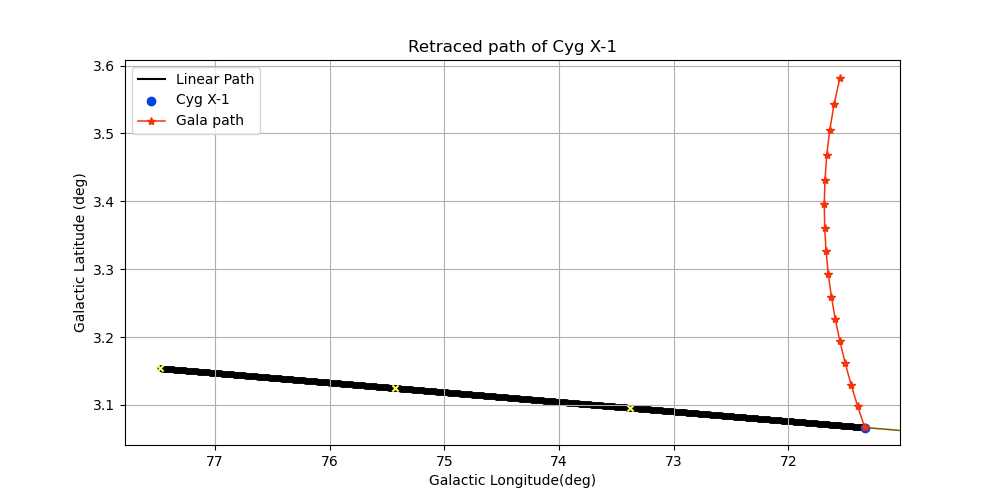 Retraced path of Cyg X-1
Linear Path
Cyg X-1
Gala path
Galactic Latitude (deg)
3.6
3.5
3.4
3.3
3.2
3.1
77 76 75 74 73 72
Galactic Longitude(deg)